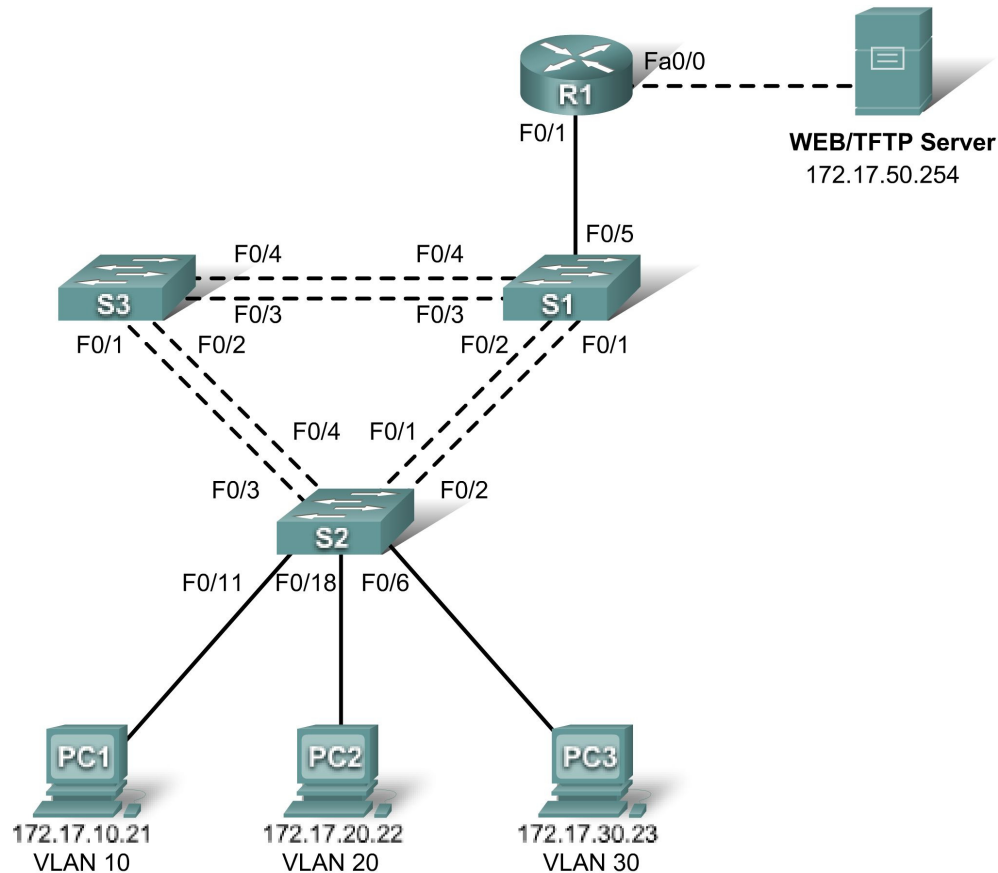 Fa0/0
R1
F0/1
WEB/TFTP Server
172.17.50.254
F0/5
F0/4
F0/4
S3
S1
F0/3
F0/3
F0/1
F0/2
F0/2
F0/1
F0/4
F0/1
F0/3
F0/2
S2
F0/11
F0/18
F0/6
PC1
PC2
PC3
172.17.10.21
172.17.20.22
172.17.30.23
VLAN 10
VLAN 20
VLAN 30